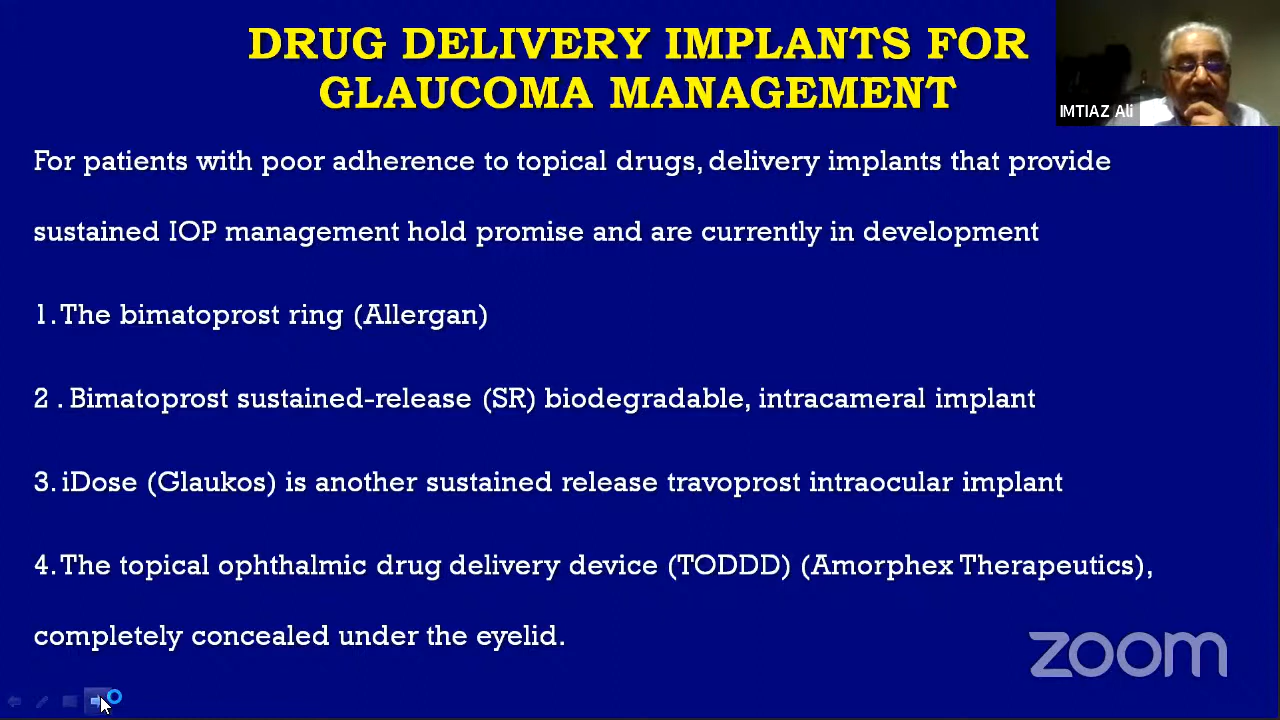 DRUG DELIVERY IMPLANTS FOR
GLAUCOMA MANAGEMENT
IMTIAZ Ali
For patients with poor adherence to topical drugs, delivery implants that provide
sustained IOP management hold promise and are currently in development
1. The bimatoprost ring (Allergan)
2 . Bimatoprost sustained-release (SR) biodegradable, intracameral implant
3. iDose (Glaukos) is another sustained release travoprost intraocular implant
4. The topical ophthalmic drug delivery device (TODDD) (Amorphex Therapeutics),
completely concealed under the eyelid.
zoom